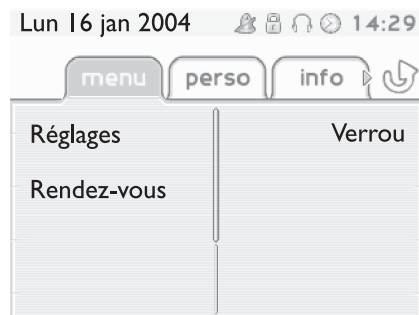 Lun 16 jan 2004 14:29
menu perso info
Réglages Verrou
Rendez-vous